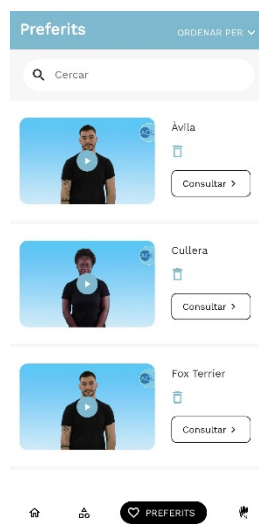 Preferits
ORDENAR PER
Cercar
Àvila
Consultar >
Cullera
Consultar >
Fox Terrier
Consultar >
PREFERITS